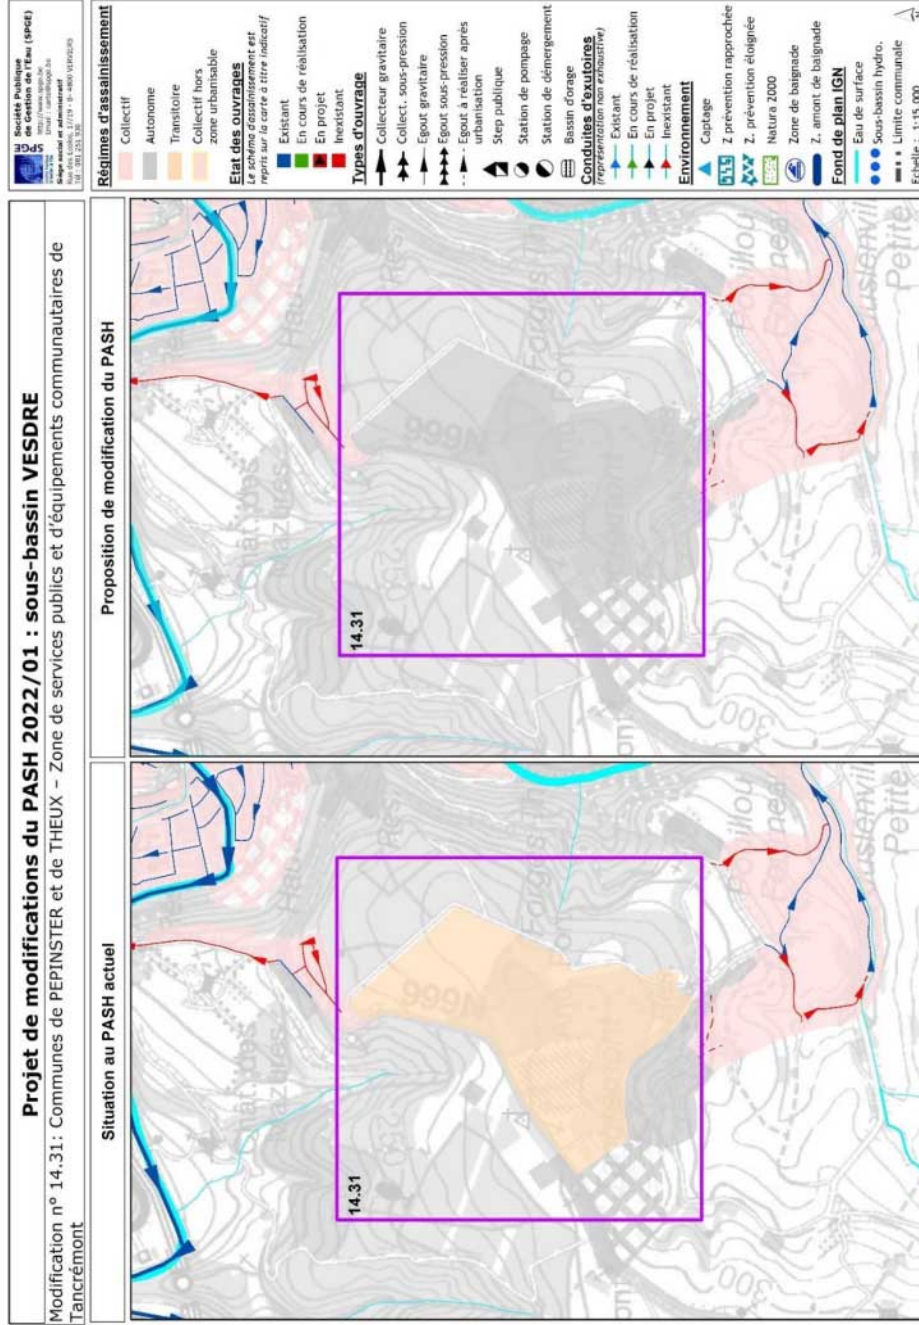 Projet de modifications du PASH 2022/01 : sous-bassin VESDRE
Modification n° 14.31: Communes de PEPINSTER et de THEUX – Zone de services publics et d'équipements communautaires de
Tancrémont
Situation au PASH actuel
14.31
N666
Proposition de modification du PASH
14.31
N666
300
SPGE
Société Publique
de Gestion de l'Eau (SPGE)
Siège social et administratif
Régimes d'assainissement
Collectif
Autonome
Transitoire
Collectif hors
zone urbanisable
Etat des ouvrages
Le schéma d'assainissement est
repris sur la carte à titre indicatif
Existant
En cours de réalisation
En projet
Inexistant
Types d'ouvrage
Collecteur gravitaire
Collect. sous-pression
Egout gravitaire
Egout sous-pression
Egout à réaliser après
urbanisation
Step publique
Station de pompage
Station de démergement
Bassin d'orage
Conduites d'exutoires
(représentation non exhaustive)
Existant
En cours de réalisation
En projet
Inexistant
Environnement
Captage
Z prévention rapprochée
Z. prévention éloignée
Natura 2000
Zone de baignade
Z. amont de baignade
Fond de plan IGN
Eau de surface
Sous-bassin hydro.
Limite communale